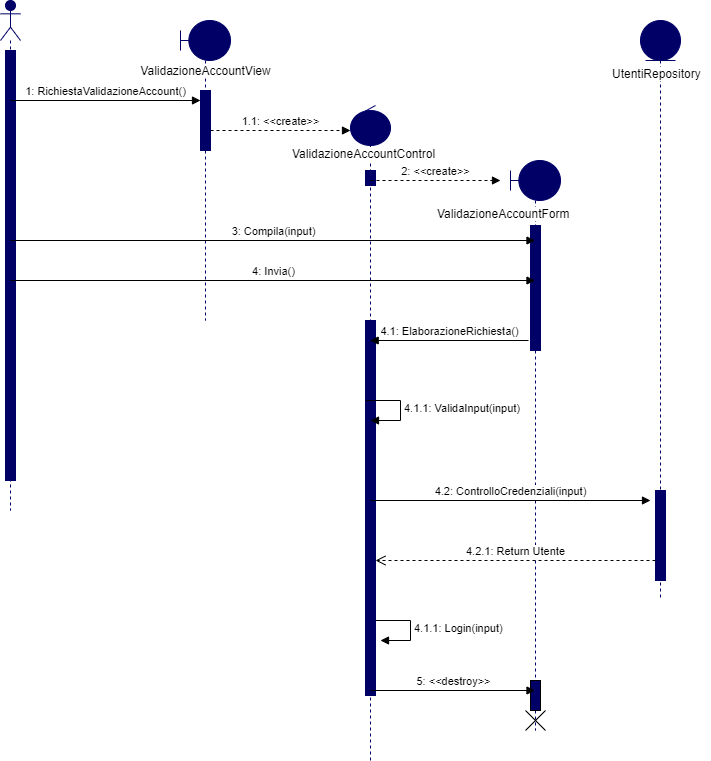 ValidazioneAccountView
UtentiRepository
1: RichiestaValidazioneAccount()
1.1: <<create>>
ValidazioneAccountControl
2: <<create>>
ValidazioneAccountForm
3: Compila(input)
4: Invia()
4.1: ElaborazioneRichiesta()
4.1.1: ValidaInput(input)
4.2: ControlloCredenziali(input)
4.2.1: Return Utente
4.1.1: Login(input)
5: <<destroy>>